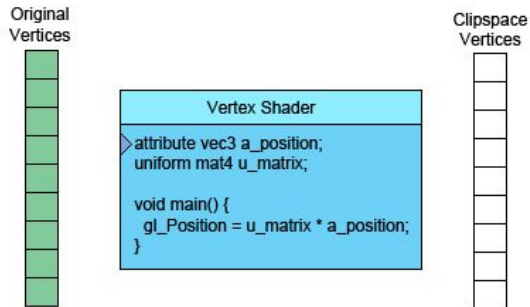 Original
Vertices
Clipspace
Vertices
Vertex Shader
attribute vec3 a_position;
uniform mat4 u_matrix;
void main() {
gl_Position = u_matrix * a_position;
}